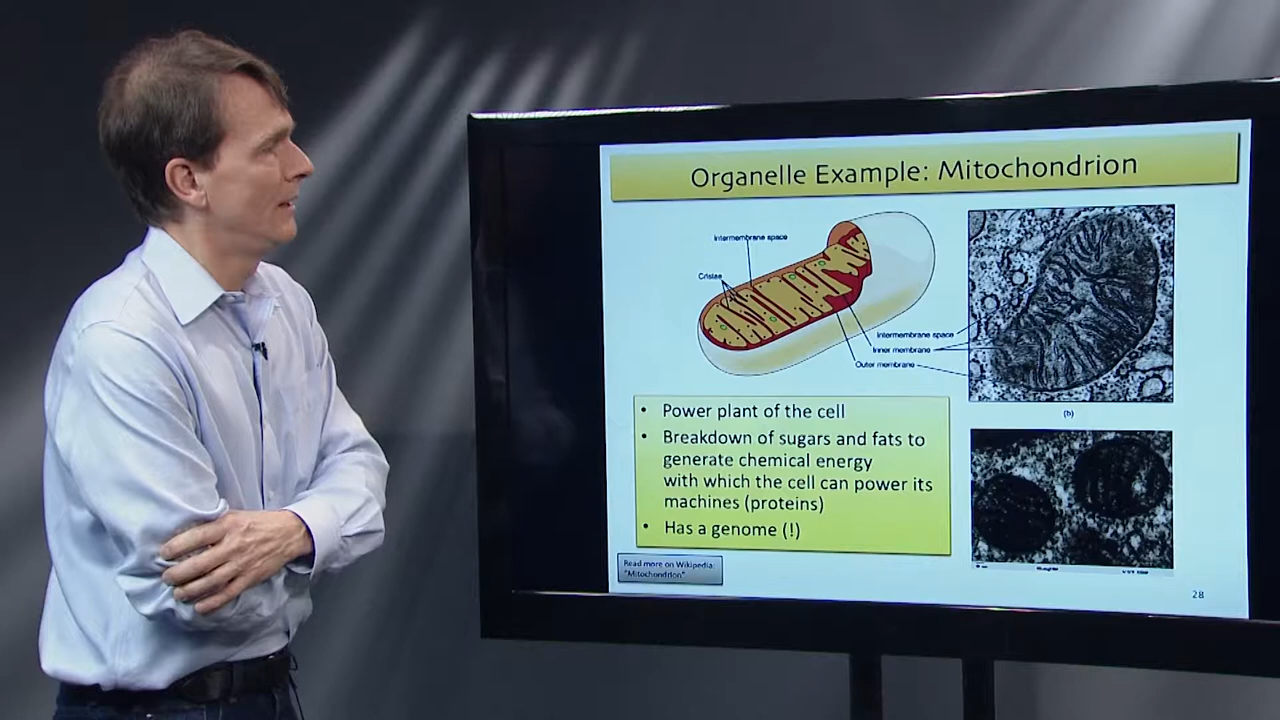 Organelle Example: Mitochondrion
Intermembrane space
Cristae
Intermembrane space
Inner membrane
Outer membrane
(b)
• Power plant of the cell
• Breakdown of sugars and fats to
generate chemical energy
with which the cell can power its
machines (proteins)
• Has a genome (!)
Read more on Wikipedia:
"Mitochondrion"
28